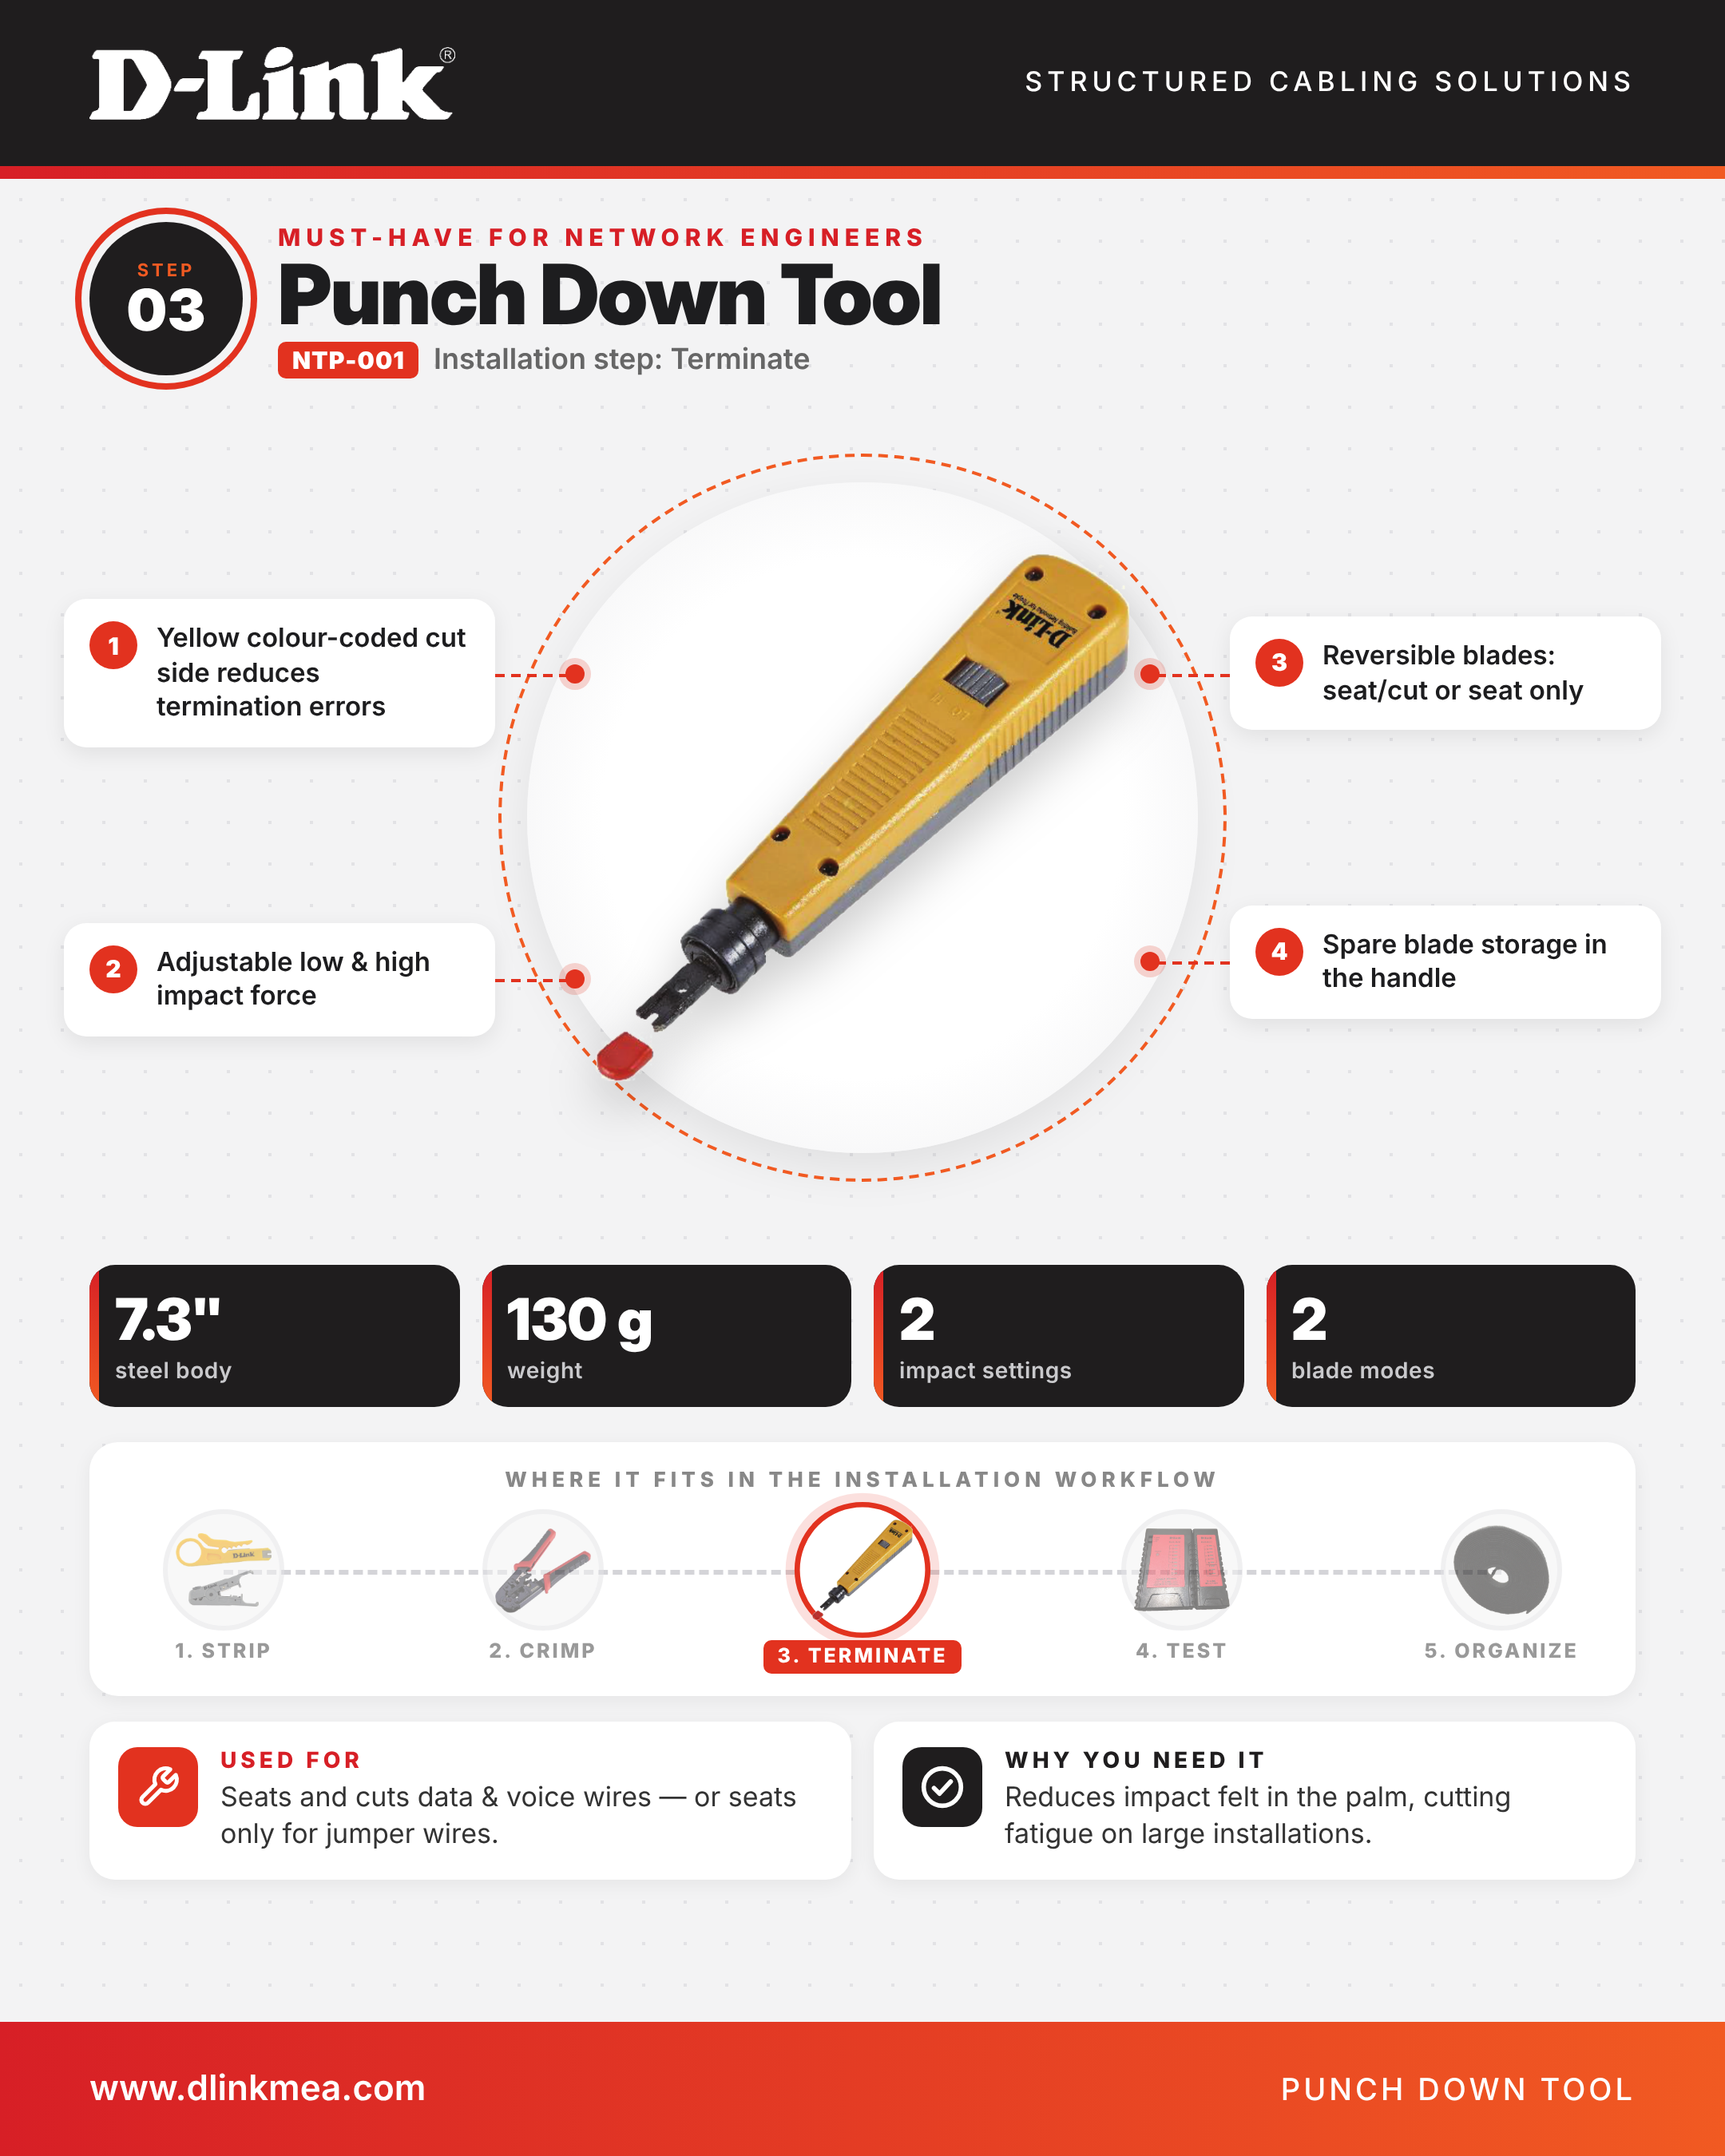 D-Link®
STRUCTURED CABLING SOLUTIONS
STEP
03
MUST-HAVE FOR NETWORK ENGINEERS
Punch Down Tool
NTP-001 Installation step: Terminate
1 Yellow colour-coded cut
side reduces
termination errors
2 Adjustable low & high
impact force
D-Link
Building Networks for People
3 Reversible blades:
seat/cut or seat only
4 Spare blade storage in
the handle
7.3"
steel body
130 g
weight
2
impact settings
2
blade modes
WHERE IT FITS IN THE INSTALLATION WORKFLOW
D-Link
1. STRIP
2. CRIMP
3. TERMINATE
4. TEST
5. ORGANIZE
USED FOR
Seats and cuts data & voice wires — or seats
only for jumper wires.
WHY YOU NEED IT
Reduces impact felt in the palm, cutting
fatigue on large installations.
www.dlinkmea.com
PUNCH DOWN TOOL